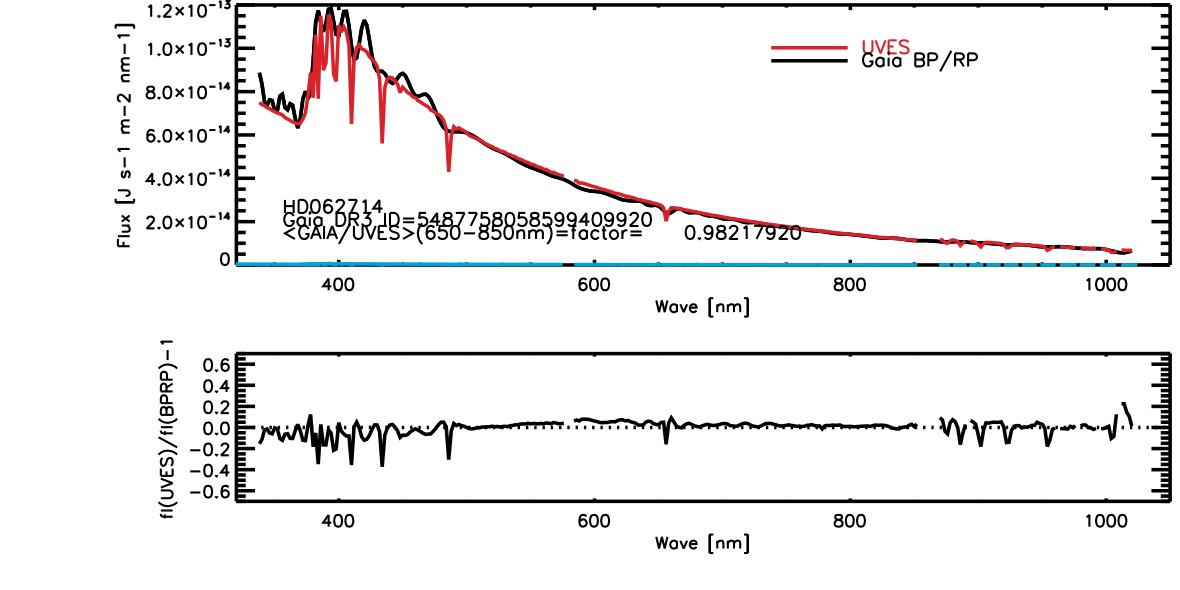 1.2×10−13
1.0×10−13
8.0×10−14
6.0×10−14
4.0×10−14
2.0×10−14
0
Flux [J s−1 m−2 nm−1]
UVES
Gaia BP/RP
HD062714
Gaia DR3 ID=5487758058599409920
<GAIA/UVES>(650−850nm)=factor= 0.98217920
400 600 800 1000
Wave [nm]
0.6
0.4
0.2
0.0
−0.2
−0.4
−0.6
fl(UVES)/fl(BPRP)−1
400 600 800 1000
Wave [nm]